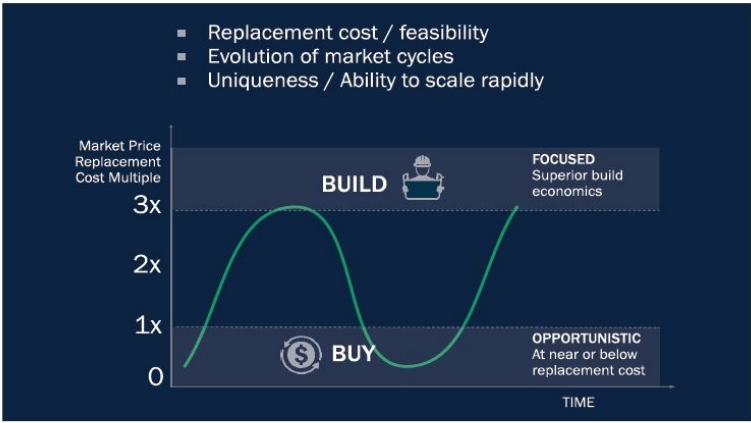 Replacement cost / feasibility
Evolution of market cycles
Uniqueness / Ability to scale rapidly
Market Price
Replacement
Cost Multiple
3x
2x
1x
0
BUILD
FOCUSED
Superior build
economics
$
BUY
OPPORTUNISTIC
At near or below
replacement cost
TIME